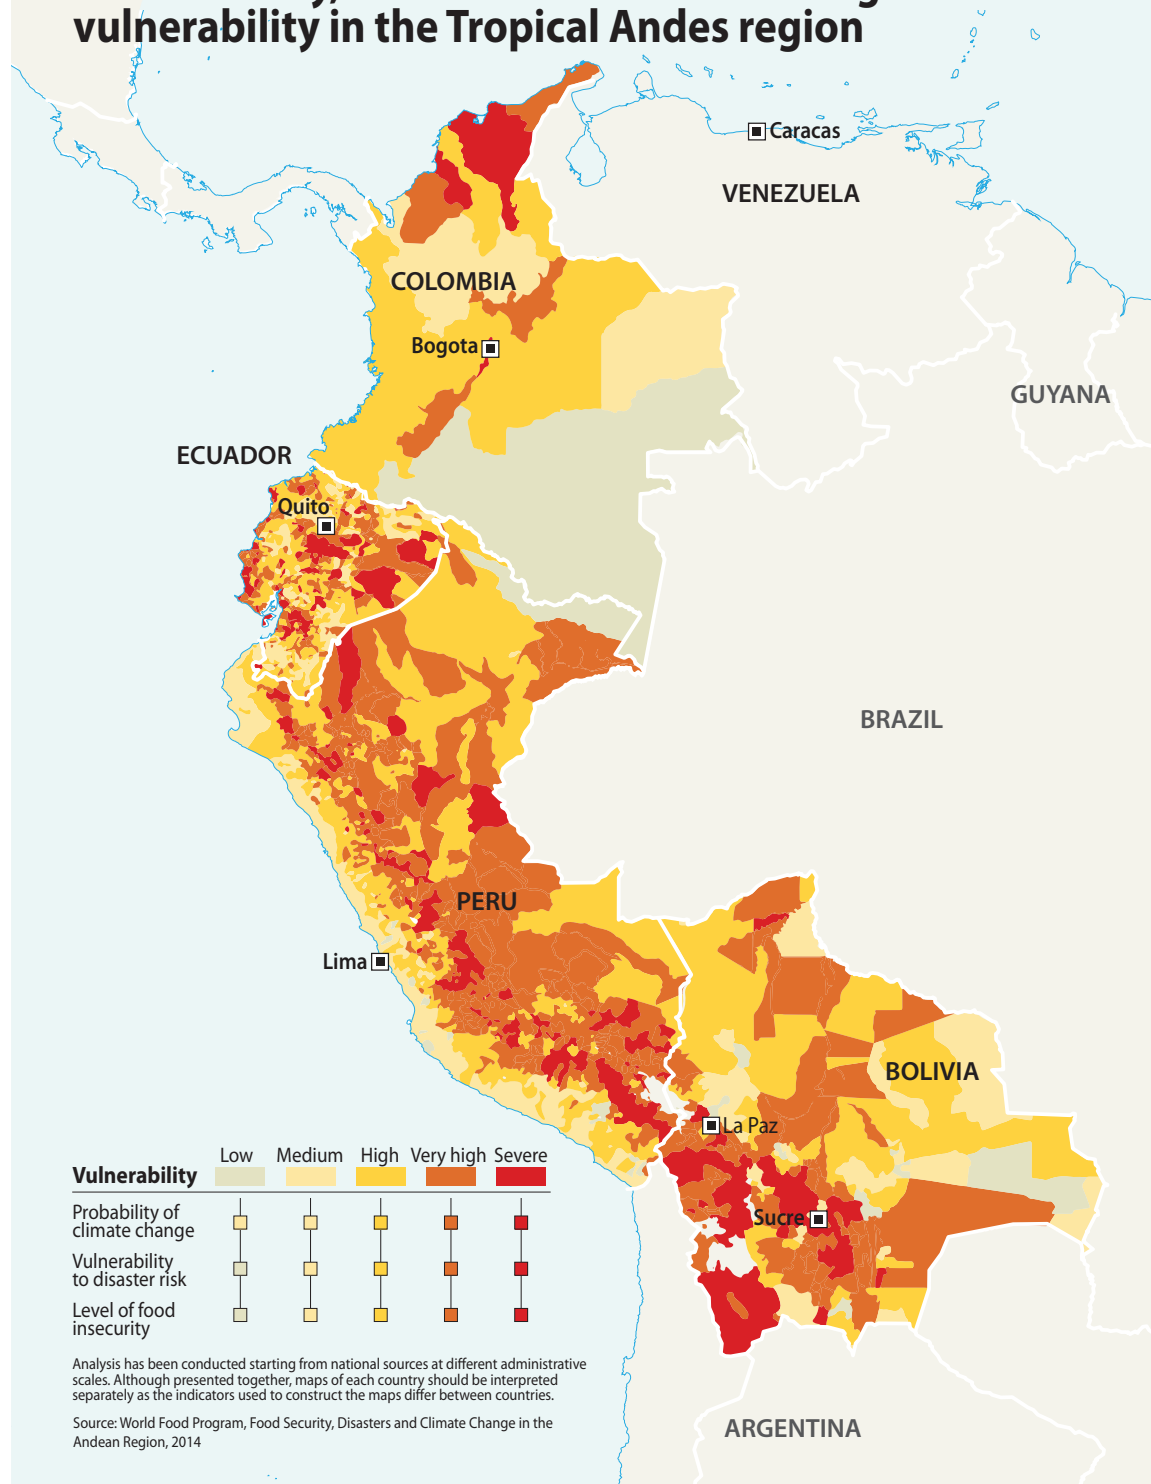 vulnerability in the Tropical Andes region
Caracas
VENEZUELA
COLOMBIA
Bogota
GUYANA
ECUADOR
Quito
BRAZIL
PERU
Lima
BOLIVIA
La Paz
Sucre
Low Medium High Very high Severe
Vulnerability
Probability of
climate change
Vulnerability
to disaster risk
Level of food
insecurity
Analysis has been conducted starting from national sources at different administrative
scales. Although presented together, maps of each country should be interpreted
separately as the indicators used to construct the maps differ between countries.
Source: World Food Program, Food Security, Disasters and Climate Change in the
Andean Region, 2014
ARGENTINA